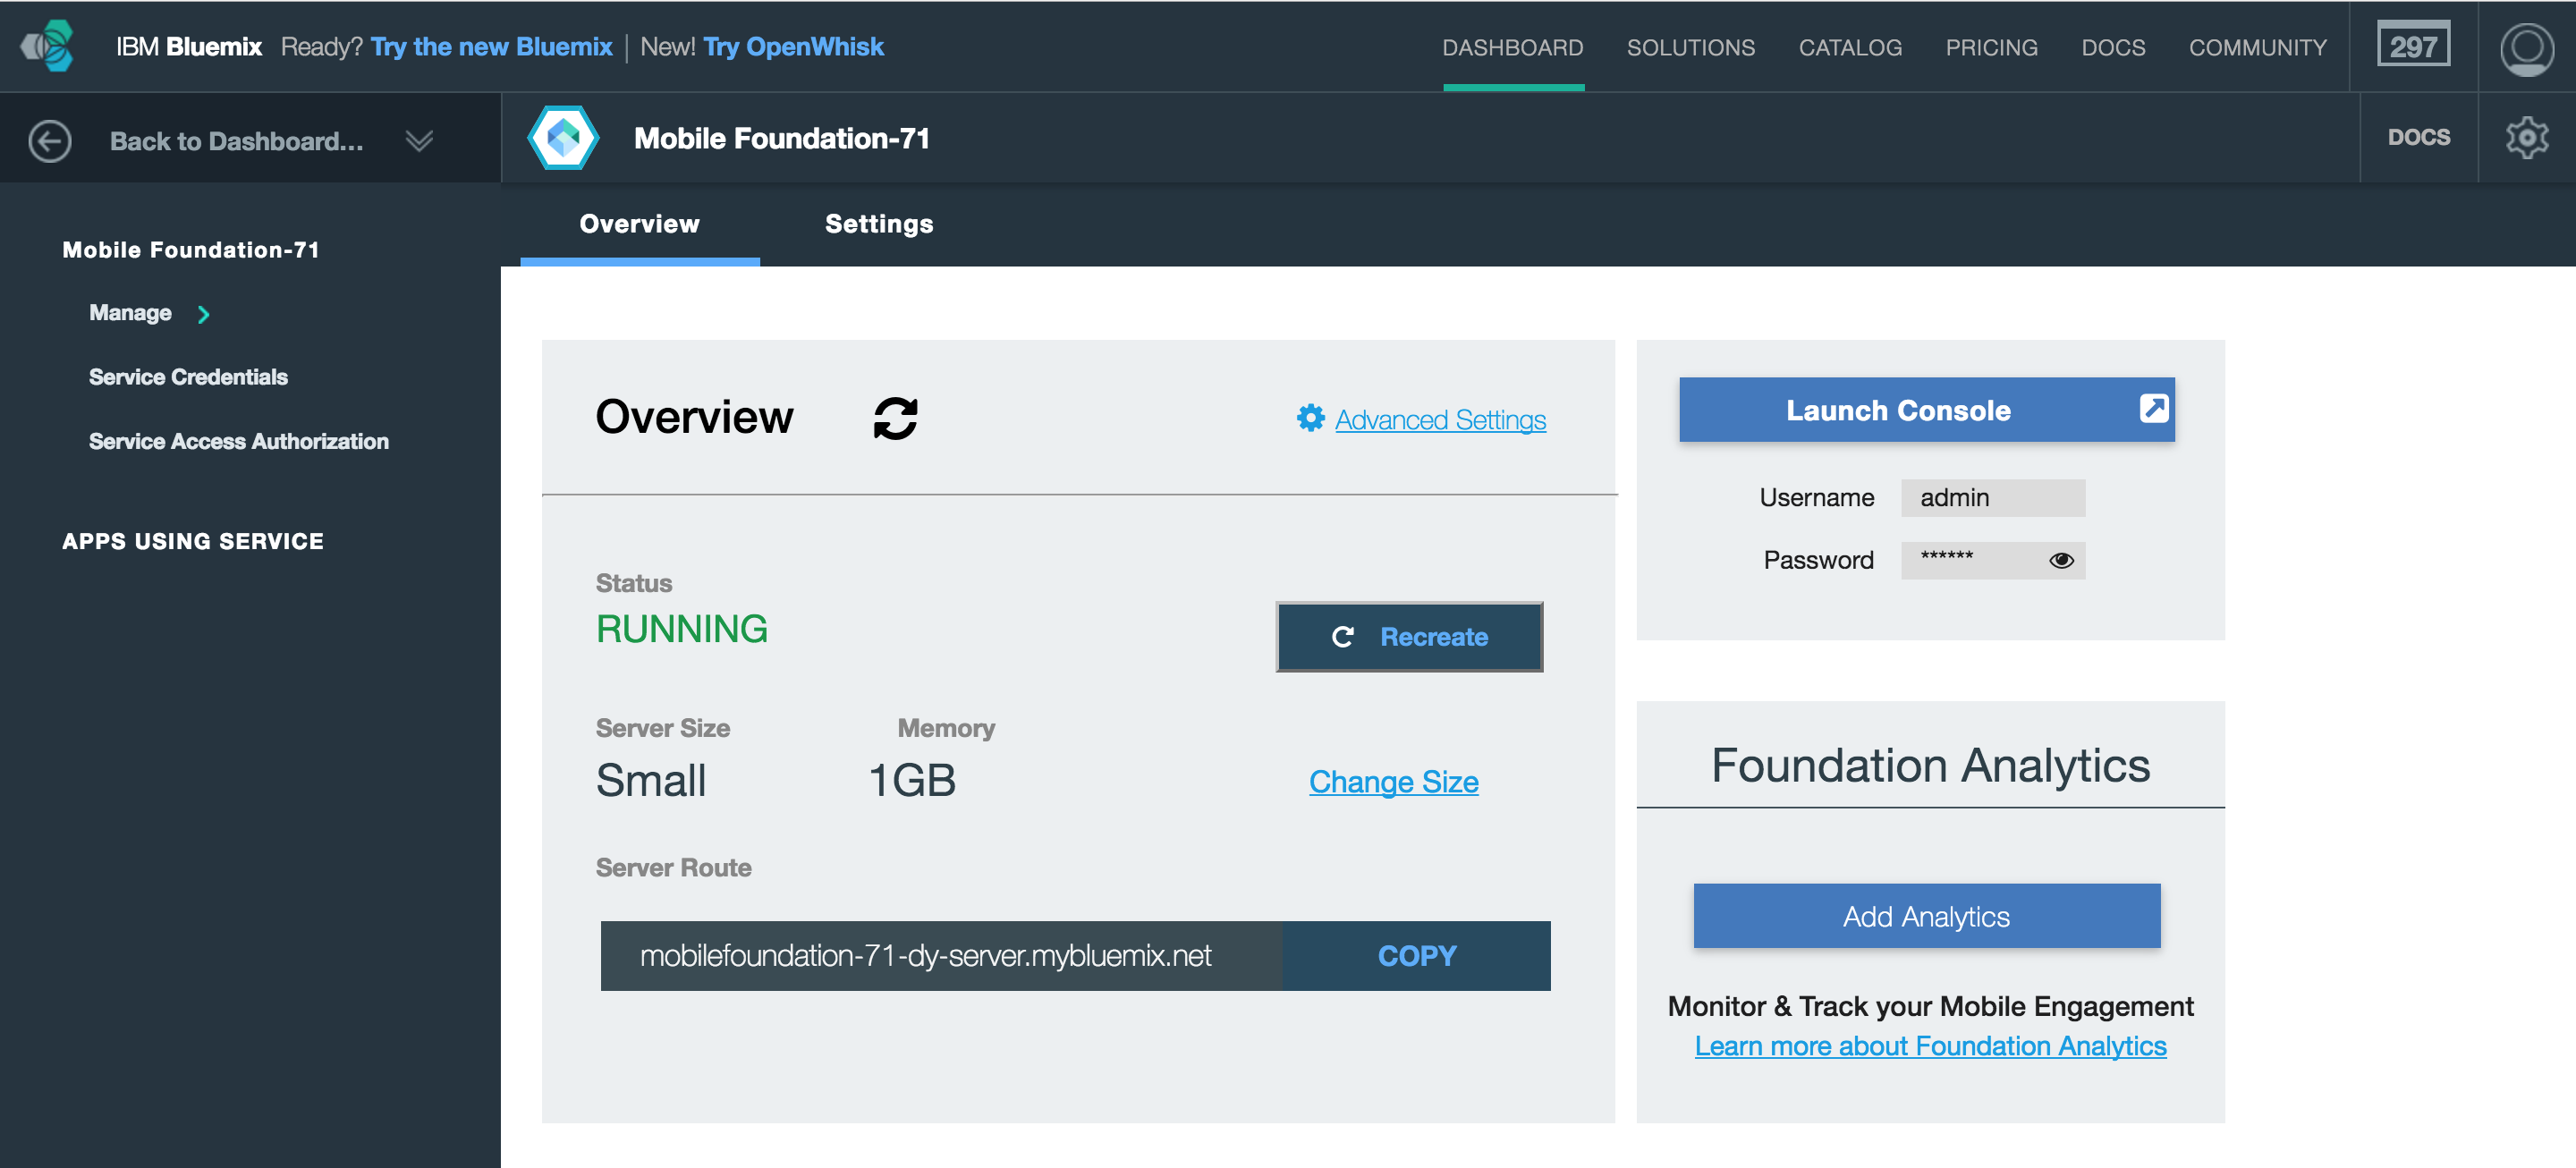 IBM Bluemix Ready? Try the new Bluemix | New! Try OpenWhisk
DASHBOARD SOLUTIONS CATALOG PRICING DOCS COMMUNITY 297
Back to Dashboard...
Mobile Foundation-71
DOCS
Mobile Foundation-71
Manage
Service Credentials
Service Access Authorization
APPS USING SERVICE
Overview Settings
Overview
Advanced Settings
Status
RUNNING
Recreate
Server Size Memory
Small 1GB
Change Size
Server Route
mobilefoundation-71-dy-server.mybluemix.net COPY
Launch Console
Username admin
Password ******
Foundation Analytics
Add Analytics
Monitor & Track your Mobile Engagement
Learn more about Foundation Analytics